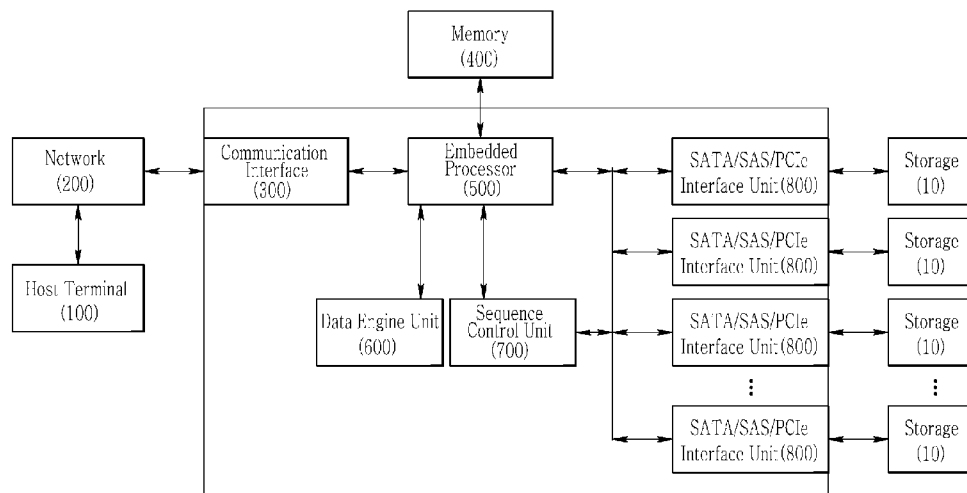 Memory
(400)
Network
(200)
Communication
Interface
(300)
Embedded
Processor
(500)
SATA/SAS/PCIe
Interface Unit(800)
Storage
(10)
SATA/SAS/PCIe
Interface Unit(800)
Storage
(10)
Host Terminal
(100)
Data Engine Unit
(600)
Sequence
Control Unit
(700)
SATA/SAS/PCIe
Interface Unit(800)
Storage
(10)
SATA/SAS/PCIe
Interface Unit(800)
Storage
(10)